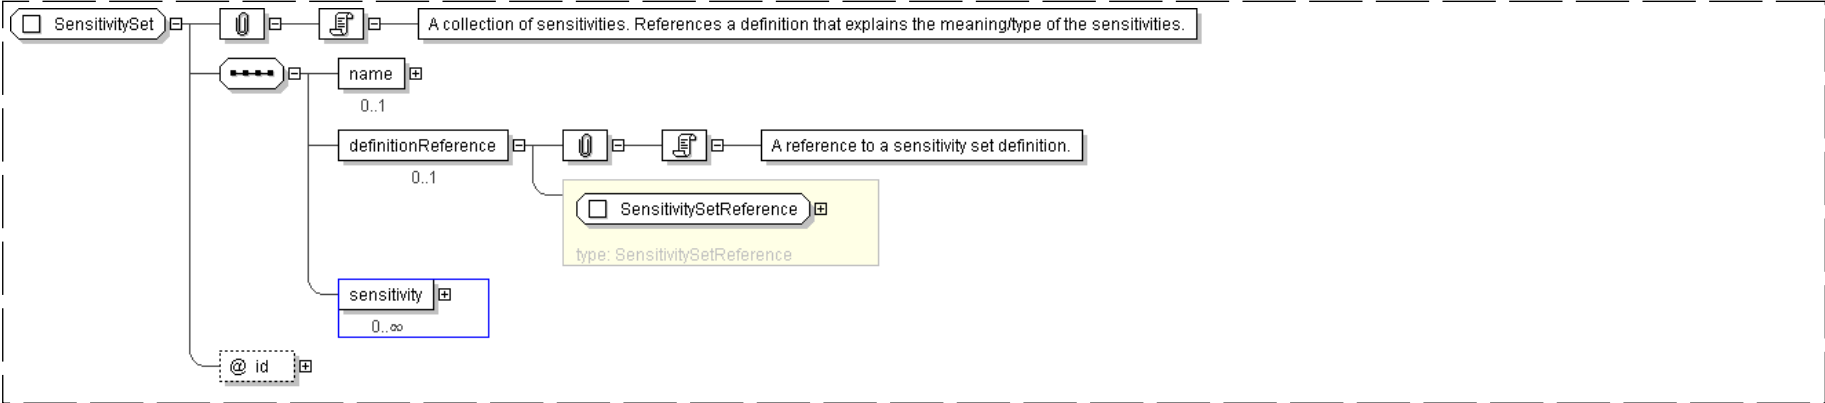 SensitivitySet
A collection of sensitivities. References a definition that explains the meaning/type of the sensitivities.
name
0..1
definitionReference
A reference to a sensitivity set definition.
0..1
SensitivitySetReference
type: SensitivitySetReference
sensitivity
0..∞
@ id